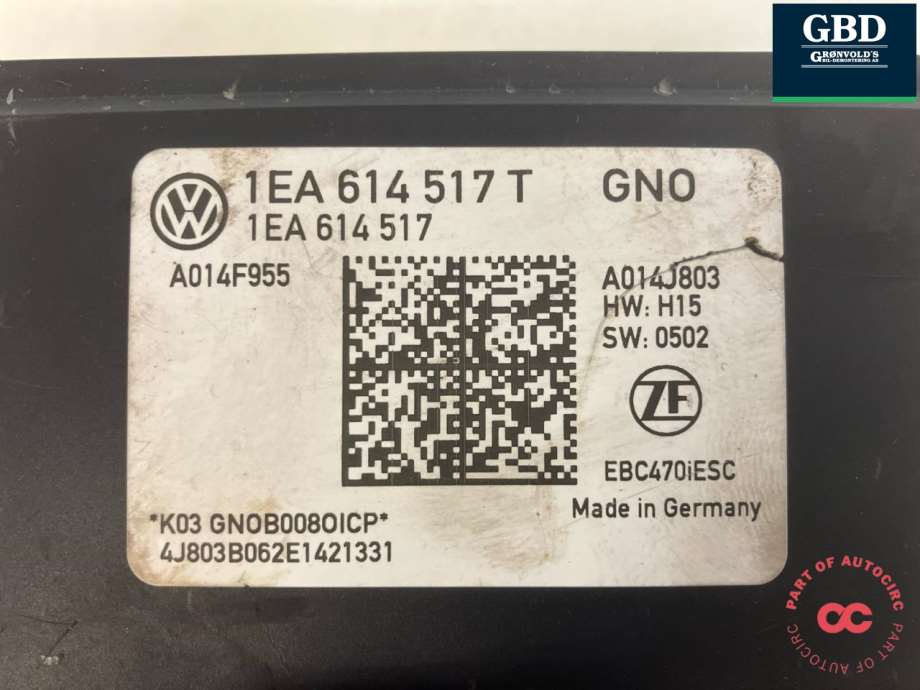 GBD
GRØNVOLD'S
BIL-DEMONTERING AS
1EA 614 517 T GNO
1EA 614 517
A014F955
A014J803
HW: H15
SW: 0502
ZF
EBC470iESC
Made in Germany
*K03 GNOB0080ICP*
4J803B062E1421331
PART OF AUTOCIRC
PART OF AUTOCIRC